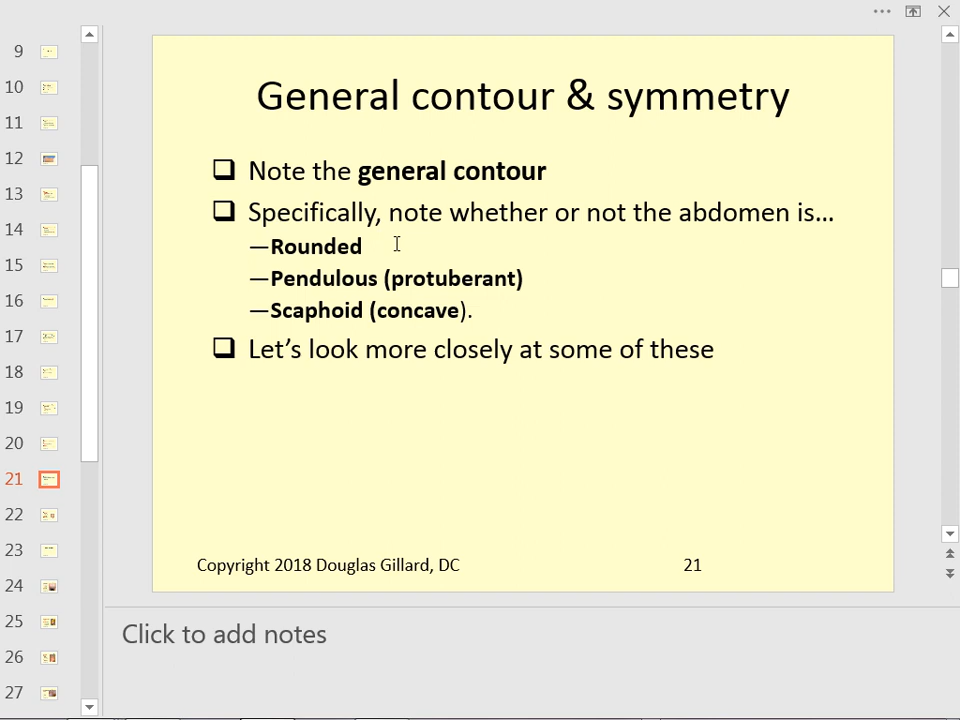 General contour & symmetry
❑ Note the general contour
❑ Specifically, note whether or not the abdomen is…
—Rounded
—Pendulous (protuberant)
—Scaphoid (concave).
❑ Let’s look more closely at some of these
Copyright 2018 Douglas Gillard, DC 21
Click to add notes
9
10
11
12
13
14
15
16
17
18
19
20
21
22
23
24
25
26
27